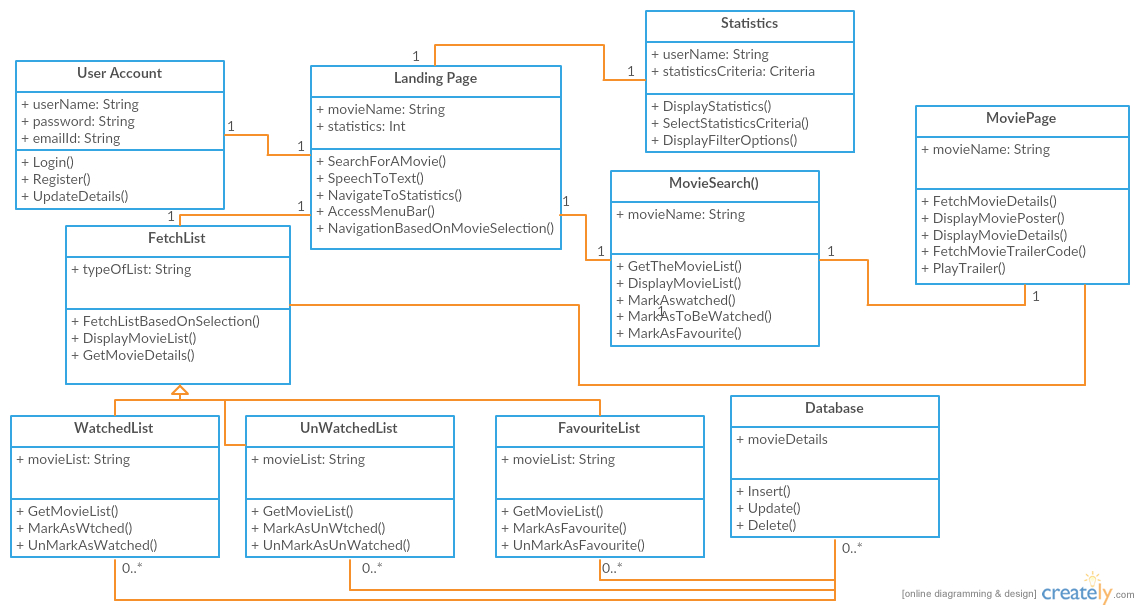 Statistics
+ userName: String
+ statisticsCriteria: Criteria
+ DisplayStatistics()
+ SelectStatisticsCriteria()
+ DisplayFilterOptions()
1
1
User Account
+ userName: String
+ password: String
+ emailId: String
+ Login()
+ Register()
+ UpdateDetails()
1
1
Landing Page
+ movieName: String
+ statistics: Int
+ SearchForAMovie()
+ SpeechToText()
+ NavigateToStatistics()
+ AccessMenuBar()
+ NavigationBasedOnMovieSelection()
1
1
1
1
MovieSearch()
+ movieName: String
+ GetTheMovieList()
+ DisplayMovieList()
+ MarkAswatched()
+ MarkAsToBeWatched()
+ MarkAsFavourite()
1
1
1
MoviePage
+ movieName: String
+ FetchMovieDetails()
+ DisplayMoviePoster()
+ DisplayMovieDetails()
+ FetchMovieTrailerCode()
+ PlayTrailer()
FetchList
+ typeOfList: String
+ FetchListBasedOnSelection()
+ DisplayMovieList()
+ GetMovieDetails()
WatchedList
+ movieList: String
+ GetMovieList()
+ MarkAsWtched()
+ UnMarkAsWatched()
0..*
UnWatchedList
+ movieList: String
+ GetMovieList()
+ MarkAsUnWtched()
+ UnMarkAsUnWatched()
0..*
FavouriteList
+ movieList: String
+ GetMovieList()
+ MarkAsFavourite()
+ UnMarkAsFavourite()
0..*
Database
+ movieDetails
+ Insert()
+ Update()
+ Delete()
0..*
[online diagramming & design] creately.com